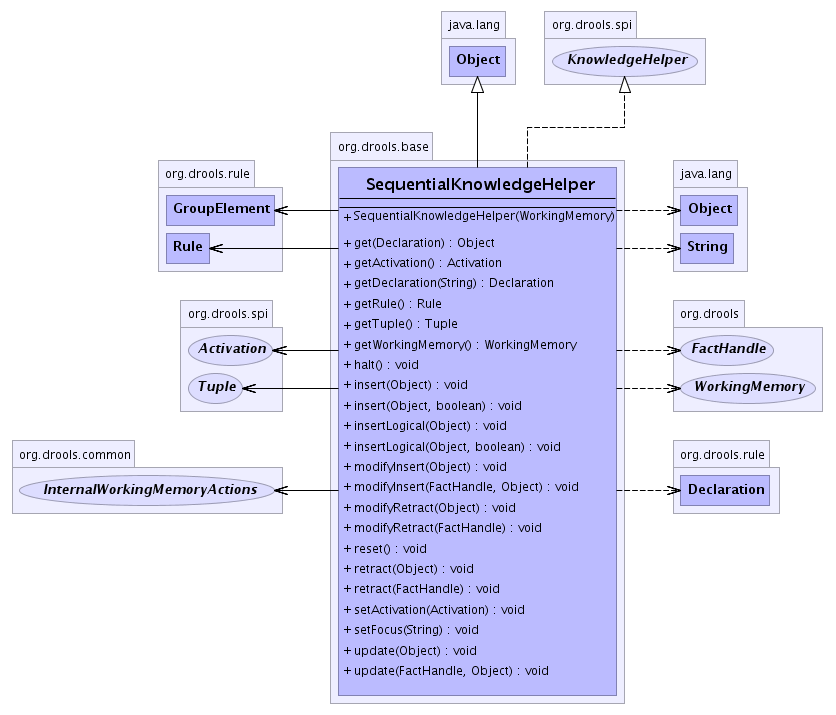 java.lang
Object
org.drools.spi
KnowledgeHelper
org.drools.base
SequentialKnowledgeHelper
+ SequentialKnowledgeHelper(WorkingMemory)
+ get(Declaration) : Object
+ getActivation() : Activation
+ getDeclaration(String) : Declaration
+ getRule() : Rule
+ getTuple() : Tuple
+ getWorkingMemory() : WorkingMemory
+ halt() : void
+ insert(Object) : void
+ insert(Object, boolean) : void
+ insertLogical(Object) : void
+ insertLogical(Object, boolean) : void
+ modifyInsert(Object) : void
+ modifyInsert(FactHandle, Object) : void
+ modifyRetract(Object) : void
+ modifyRetract(FactHandle) : void
+ reset() : void
+ retract(Object) : void
+ retract(FactHandle) : void
+ setActivation(Activation) : void
+ setFocus(String) : void
+ update(Object) : void
+ update(FactHandle, Object) : void
org.drools.rule
GroupElement
Rule
org.drools.spi
Activation
Tuple
org.drools.common
InternalWorkingMemoryActions
java.lang
Object
String
org.drools
FactHandle
WorkingMemory
org.drools.rule
Declaration